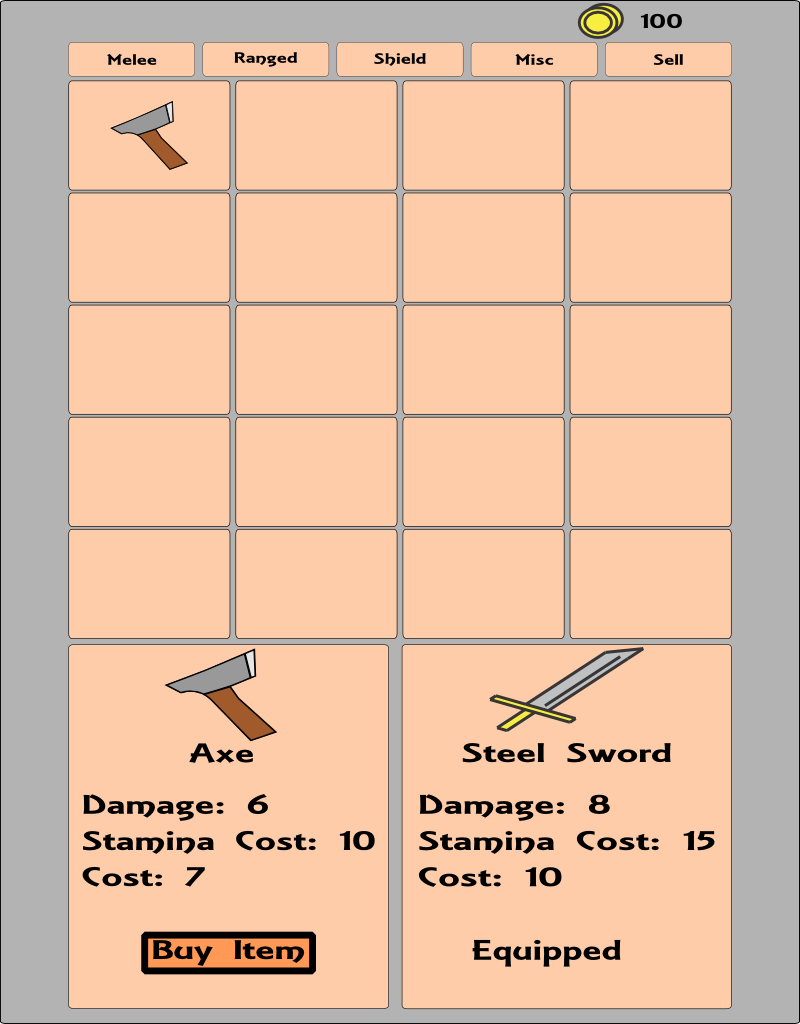 100
Melee
Ranged
Shield
Misc
Sell
Axe
Damage: 6
Stamina Cost: 10
Cost: 7
Buy Item
Steel Sword
Damage: 8
Stamina Cost: 15
Cost: 10
Equipped